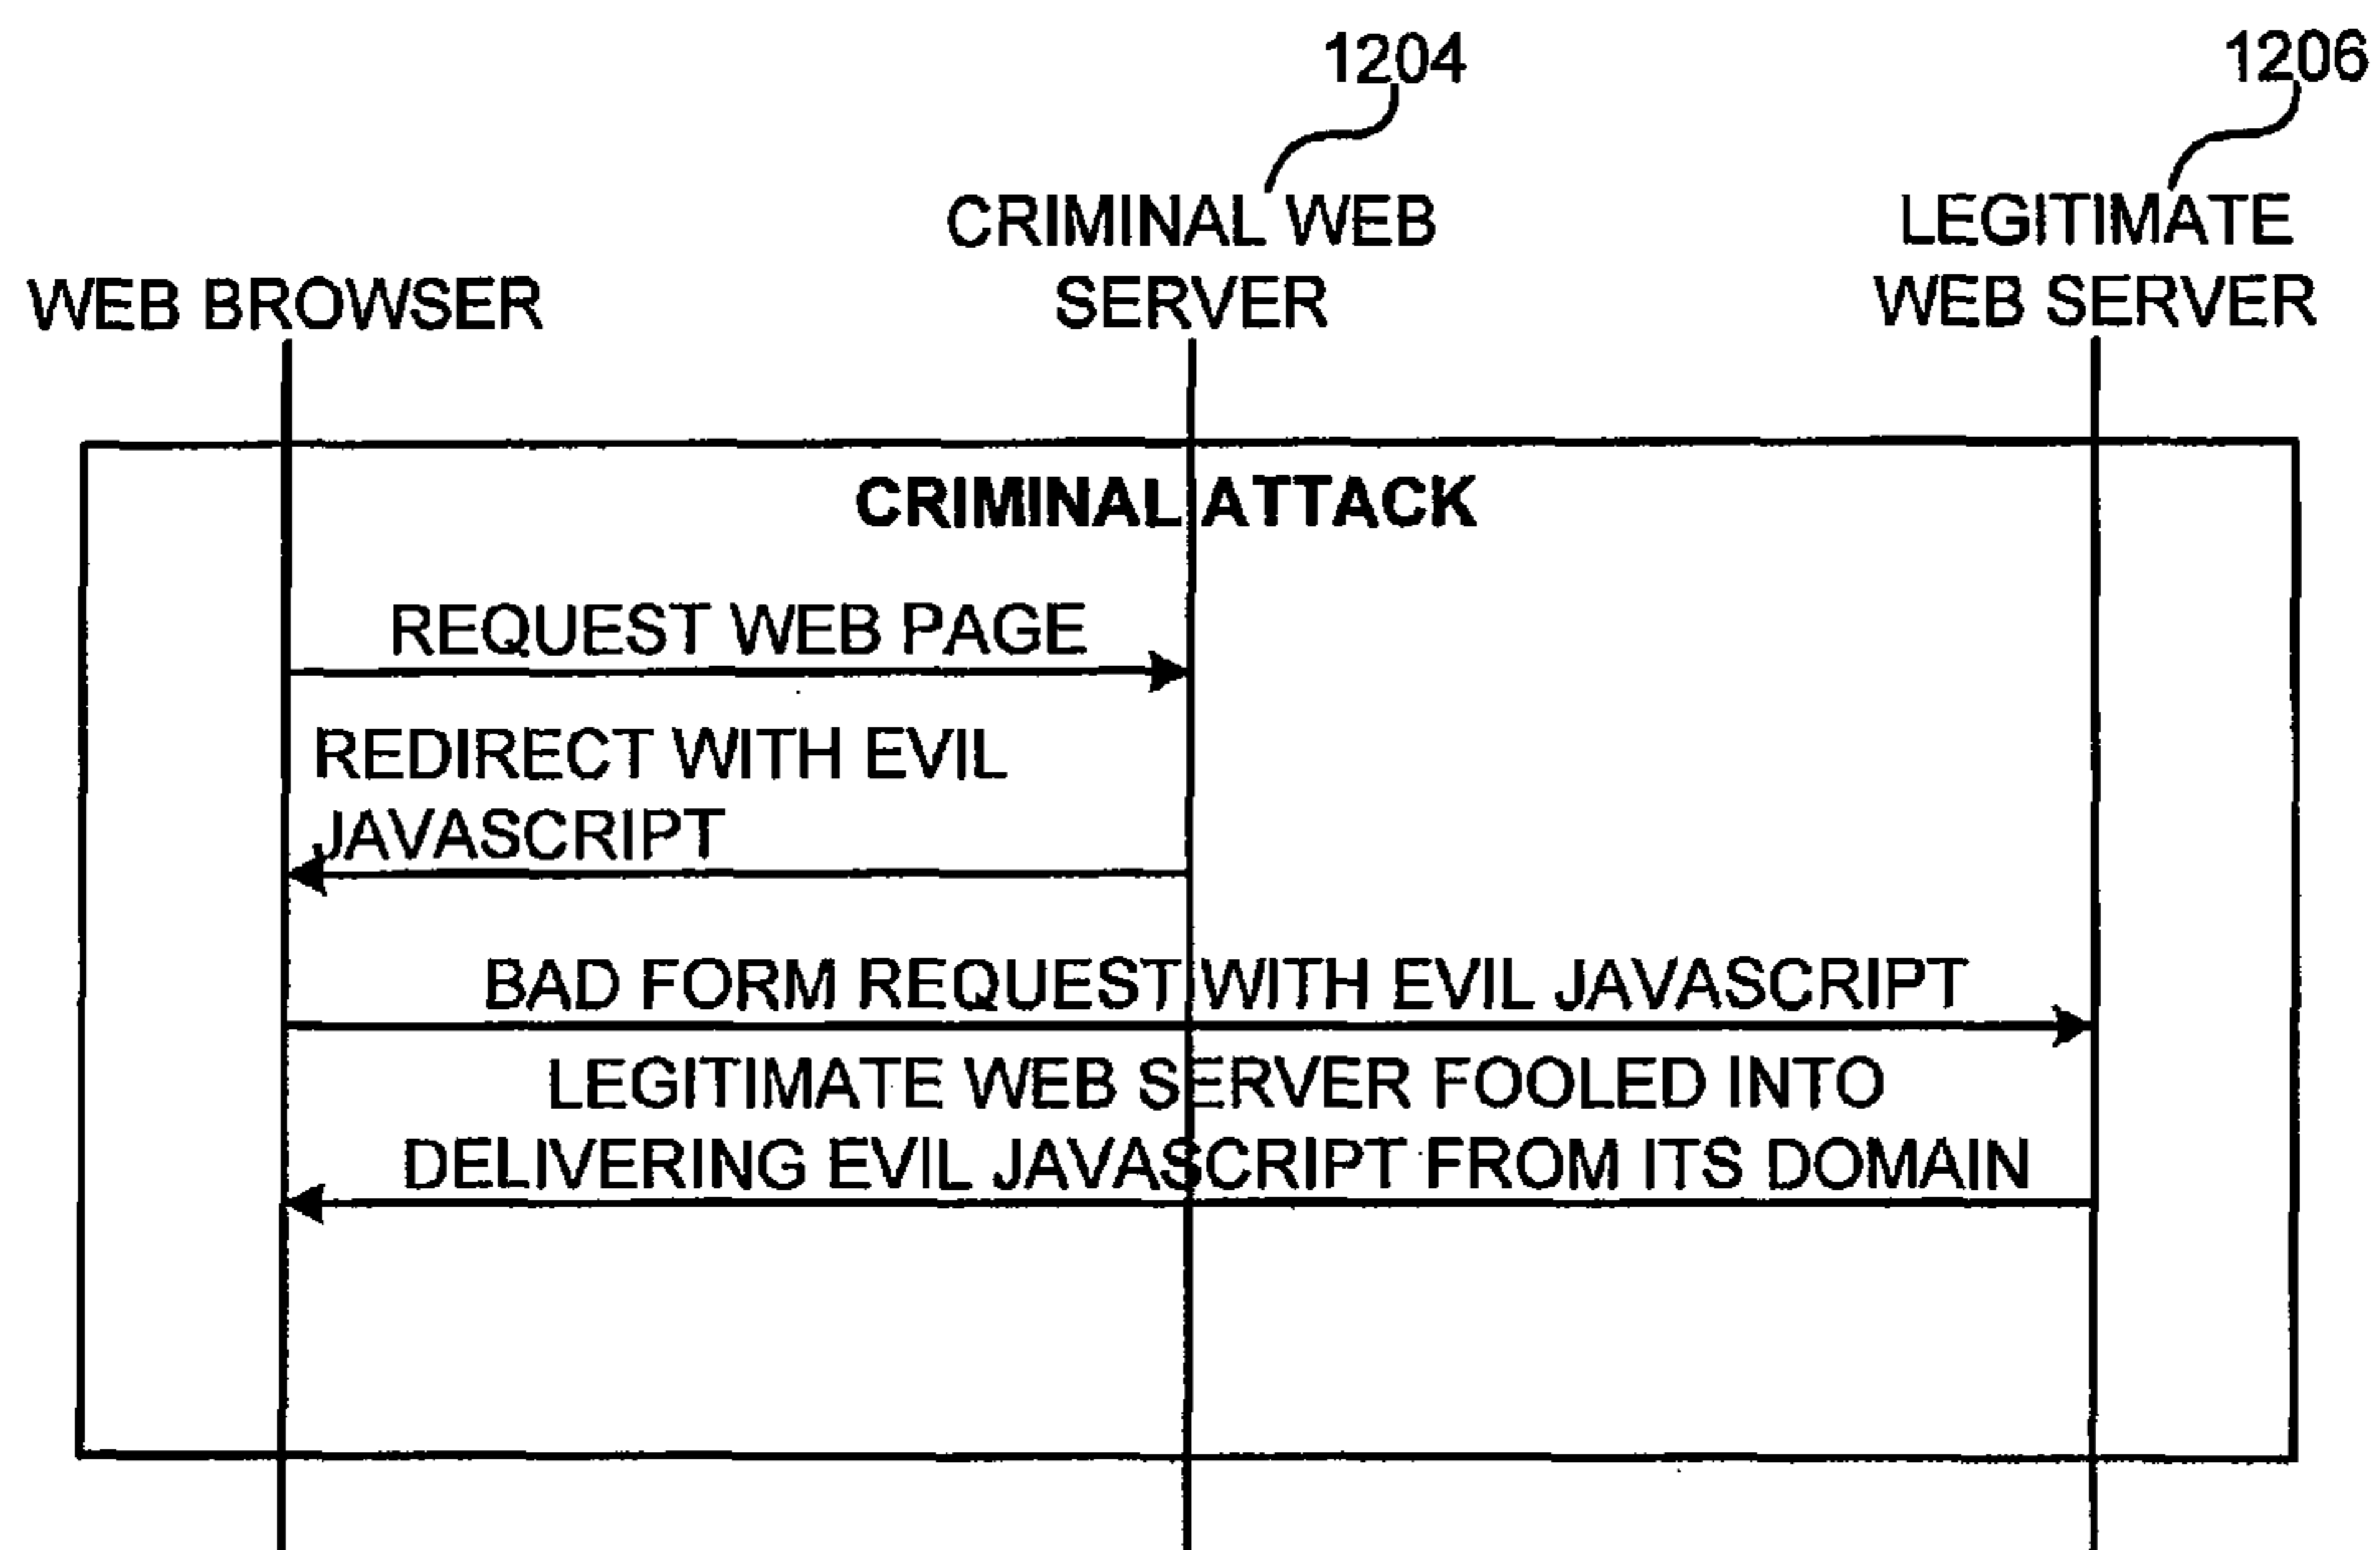 1204
1206
CRIMINAL WEB
SERVER
LEGITIMATE
WEB SERVER
WEB BROWSER
CRIMINAL ATTACK
REQUEST WEB PAGE
REDIRECT WITH EVIL
JAVASCRIPT
BAD FORM REQUEST WITH EVIL JAVASCRIPT
LEGITIMATE WEB SERVER FOOLED INTO
DELIVERING EVIL JAVASCRIPT FROM ITS DOMAIN